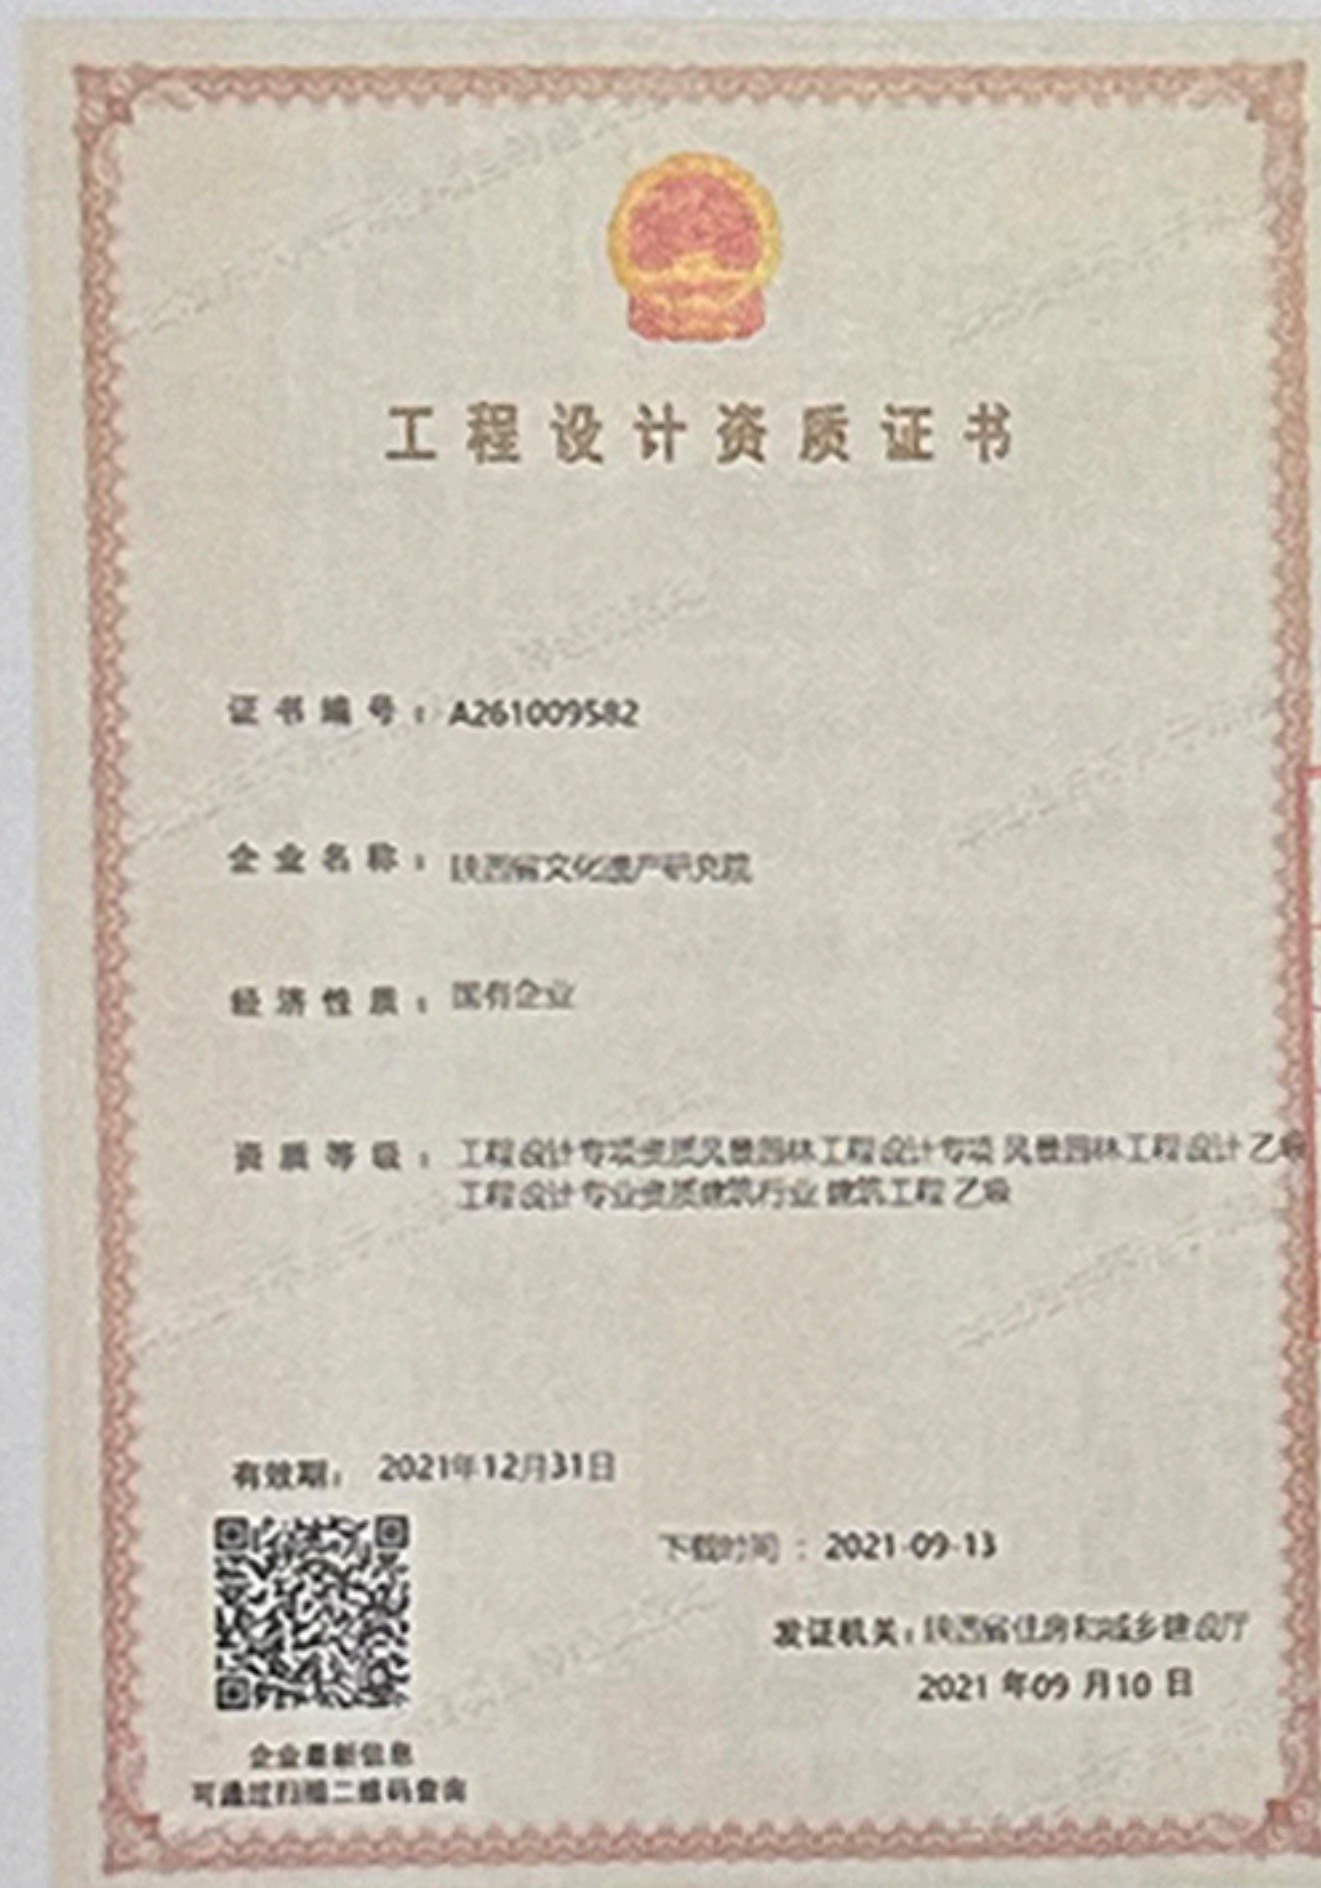 工程设计资质证书
证书编号：A261009582
企业名称：陕西省文化遗产研究院
经济性质：国有企业
资质等级：工程设计专项资质风景园林工程设计专项 风景园林工程设计 乙级
工程设计专业资质建筑行业 建筑工程 乙级
有效期：2021年12月31日
下载时间：2021-09-13
发证机关：陕西省住房和城乡建设厅
2021 年09 月10 日
企业最新信息
可通过扫描二维码查询